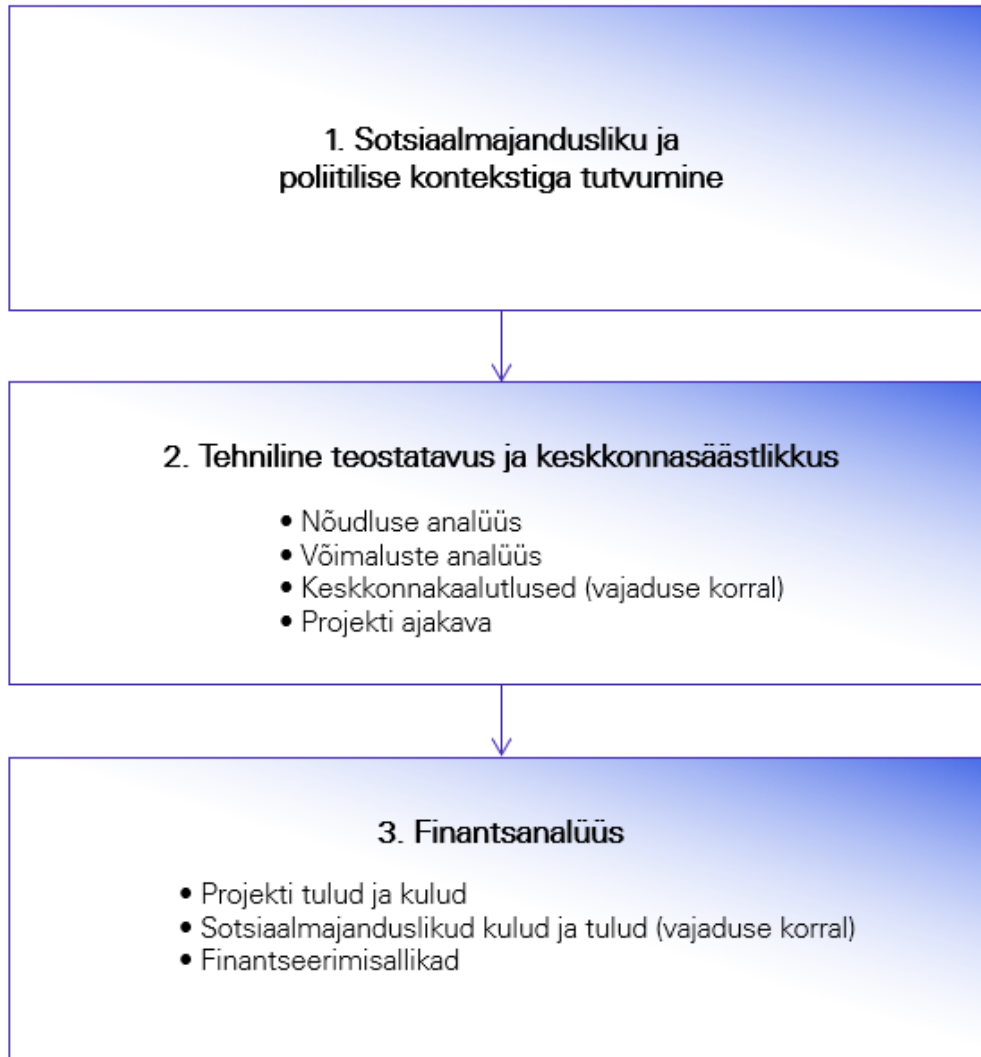 1. Sotsiaalmajandusliku ja
poliitilise kontekstiga tutvumine
2. Tehniline teostatavus ja keskkonnasäästlikkus
• Nõudluse analüüs
• Võimaluste analüüs
• Keskkonnakaalutlused (vajaduse korral)
• Projekti ajakava
3. Finantsanalüüs
• Projekti tulud ja kulud
• Sotsiaalmajanduslikud kulud ja tulud (vajaduse korral)
• Finantseerimisallikad